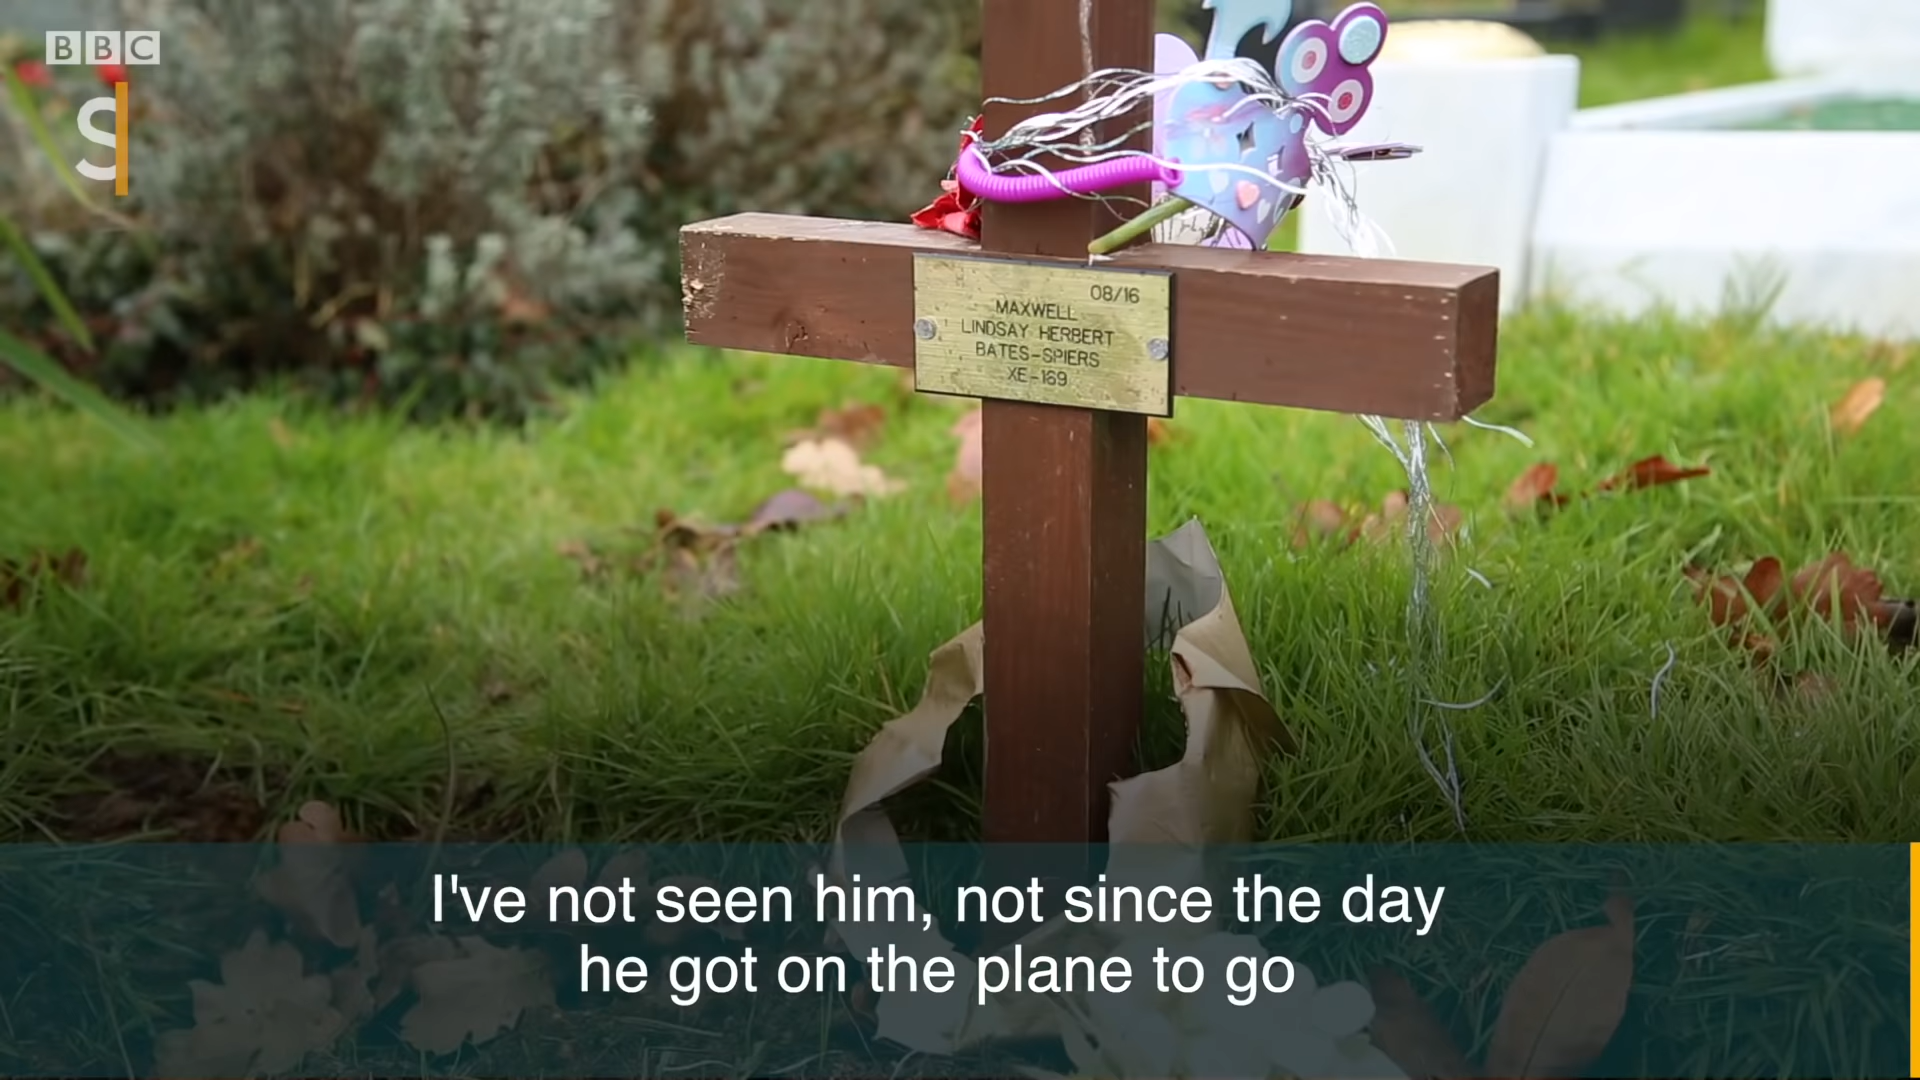 BBC
S
08/16
MAXWELL
LINDSAY HERBERT
BATES-SPIERS
XE-169
I've not seen him, not since the day
he got on the plane to go